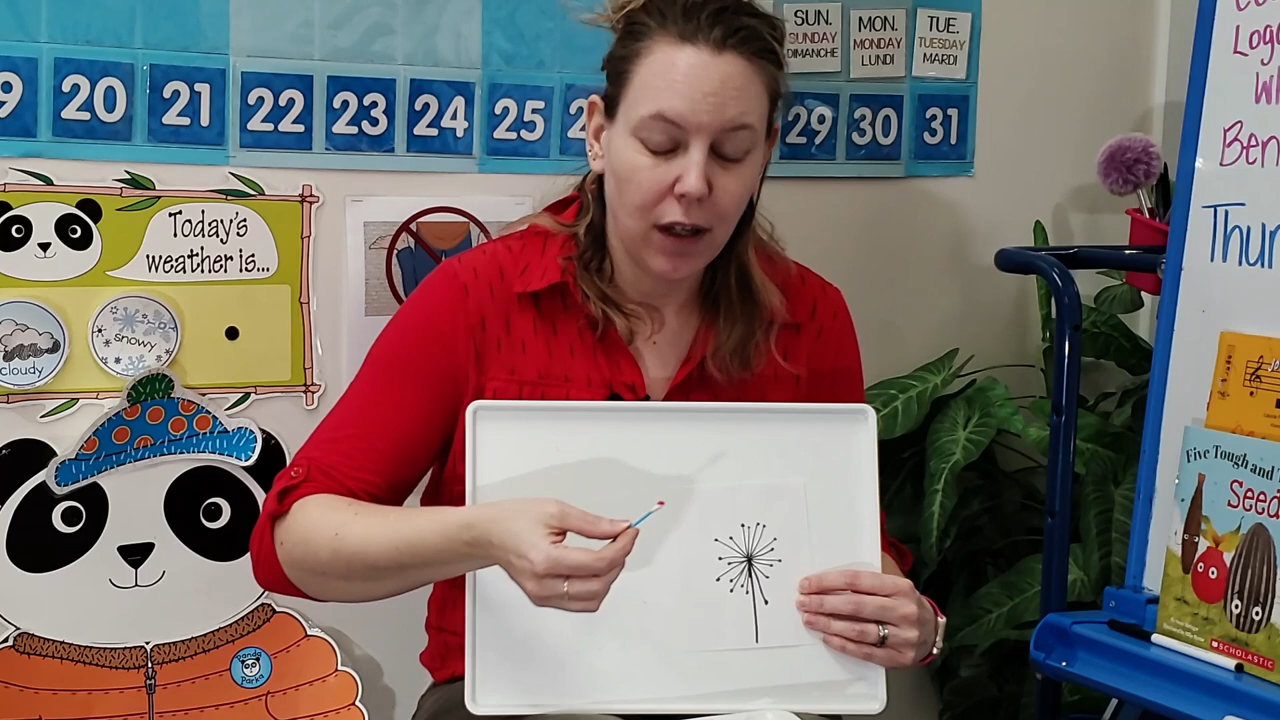 SUN.
SUNDAY
DIMANCHE
MON.
MONDAY
LUNDI
TUE.
TUESDAY
MARDI
20 21 22 23 24 25 29 30 31
Today's
weather is...
cloudy
snowy
Panda
Parka
Ben
Thur
Five Tough and
Seed
SCHOLASTIC